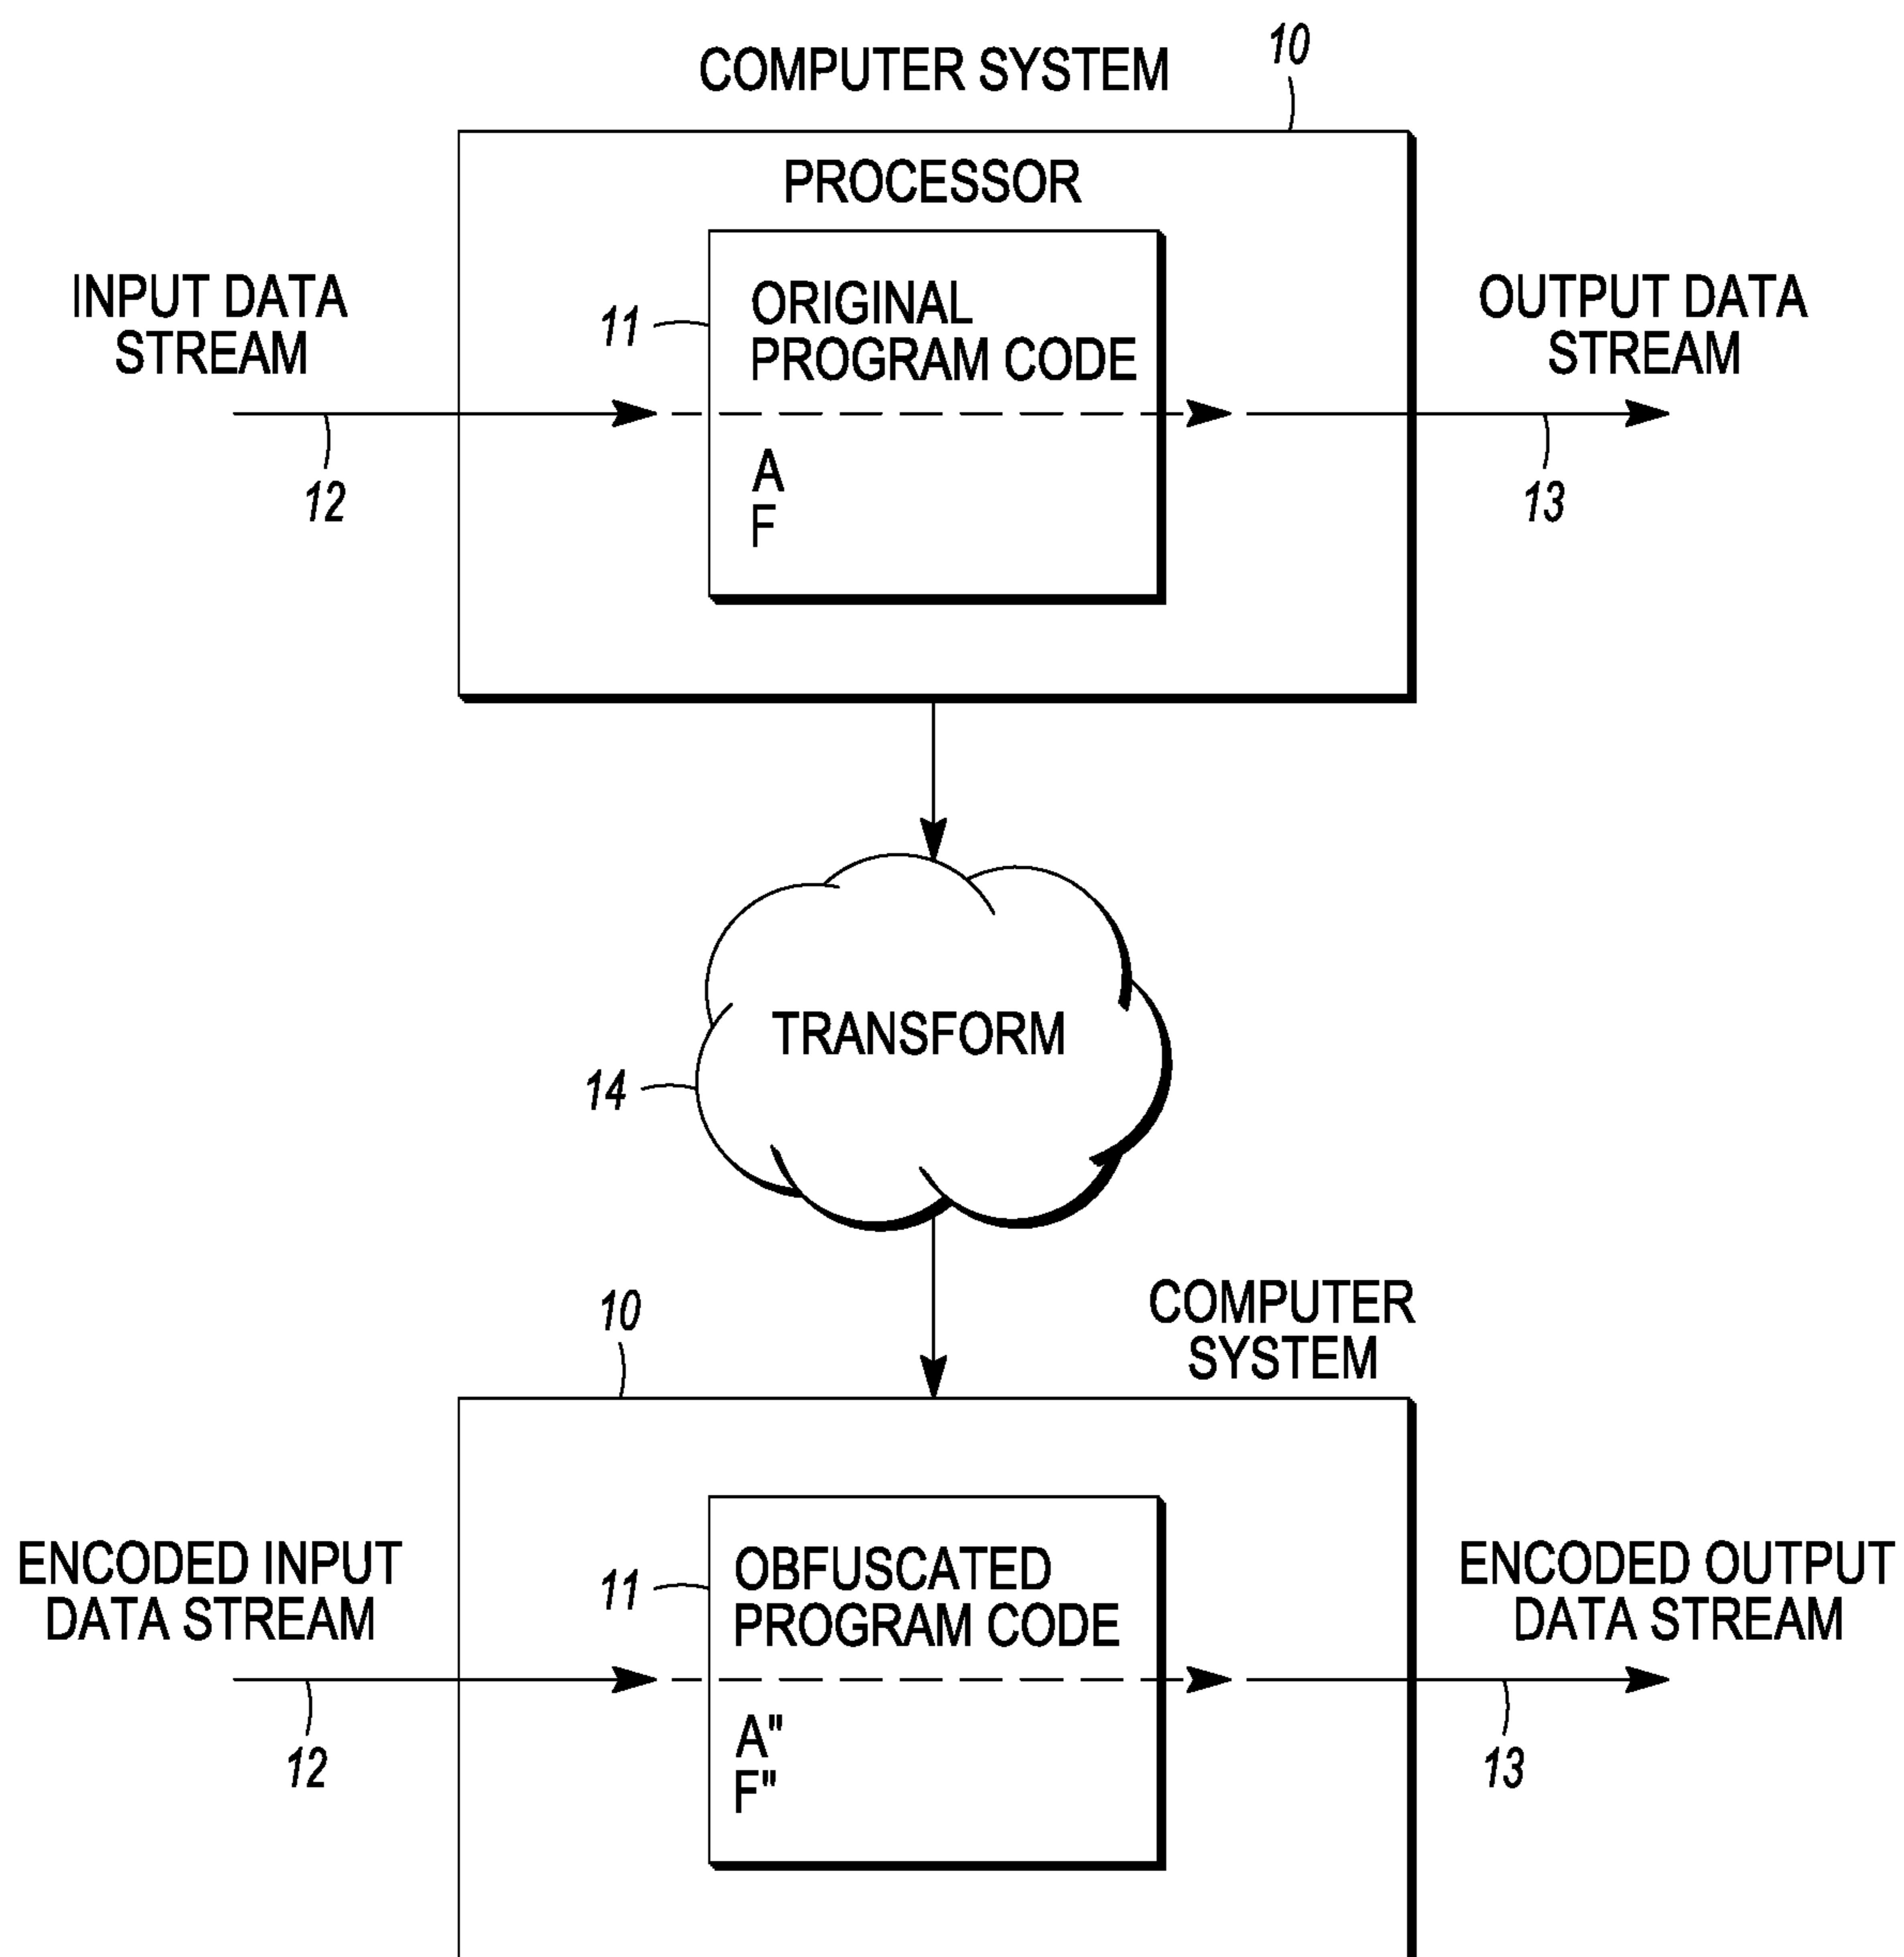 COMPUTER SYSTEM
10
PROCESSOR
INPUT DATA
STREAM
11
ORIGINAL
PROGRAM CODE
OUTPUT DATA
STREAM
A
F
12
13
TRANSFORM
14
10
COMPUTER
SYSTEM
ENCODED INPUT
DATA STREAM
11
OBFUSCATED
PROGRAM CODE
ENCODED OUTPUT
DATA STREAM
A"
F"
12
13